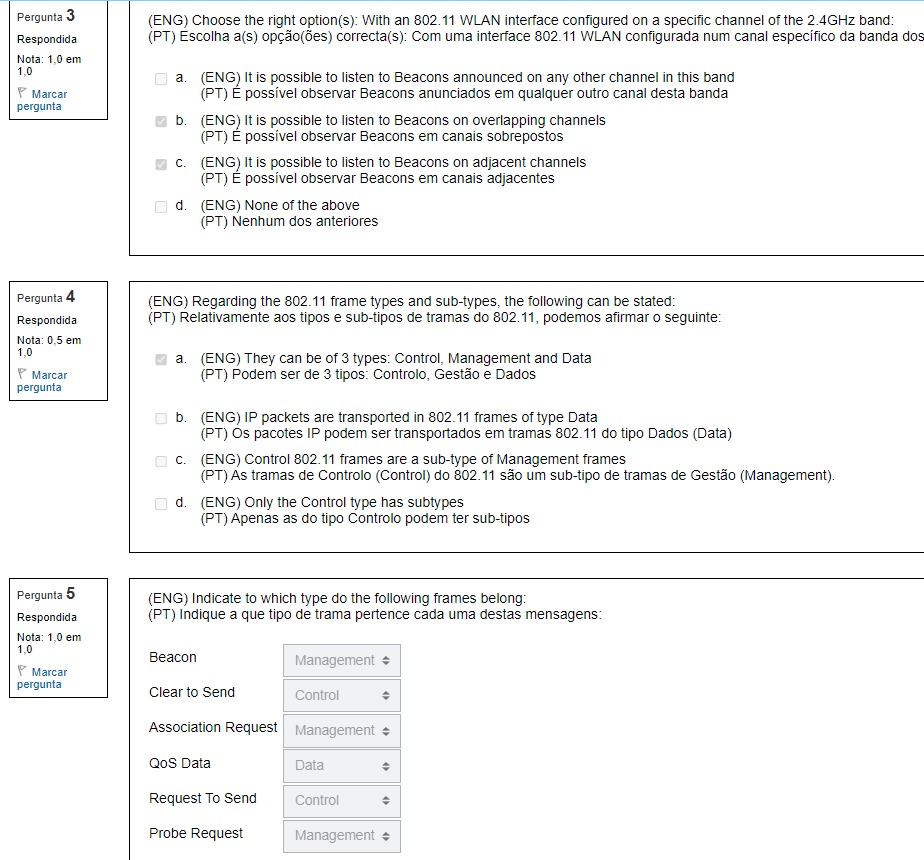 Pergunta 3
Respondida
Nota: 1,0 em
1,0
Marcar
pergunta
(ENG) Choose the right option(s): With an 802.11 WLAN interface configured on a specific channel of the 2.4GHz band:
(PT) Escolha a(s) opção(ões) correcta(s): Com uma interface 802.11 WLAN configurada num canal específico da banda dos
a. (ENG) It is possible to listen to Beacons announced on any other channel in this band
(PT) É possível observar Beacons anunciados em qualquer outro canal desta banda
b. (ENG) It is possible to listen to Beacons on overlapping channels
(PT) É possível observar Beacons em canais sobrepostos
c. (ENG) It is possible to listen to Beacons on adjacent channels
(PT) É possível observar Beacons em canais adjacentes
d. (ENG) None of the above
(PT) Nenhum dos anteriores
Pergunta 4
Respondida
Nota: 0,5 em
1,0
Marcar
pergunta
(ENG) Regarding the 802.11 frame types and sub-types, the following can be stated:
(PT) Relativamente aos tipos e sub-tipos de tramas do 802.11, podemos afirmar o seguinte:
a. (ENG) They can be of 3 types: Control, Management and Data
(PT) Podem ser de 3 tipos: Controlo, Gestão e Dados
b. (ENG) IP packets are transported in 802.11 frames of type Data
(PT) Os pacotes IP podem ser transportados em tramas 802.11 do tipo Dados (Data)
c. (ENG) Control 802.11 frames are a sub-type of Management frames
(PT) As tramas de Controlo (Control) do 802.11 são um sub-tipo de tramas de Gestão (Management).
d. (ENG) Only the Control type has subtypes
(PT) Apenas as do tipo Controlo podem ter sub-tipos
Pergunta 5
Respondida
Nota: 1,0 em
1,0
Marcar
pergunta
(ENG) Indicate to which type do the following frames belong:
(PT) Indique a que tipo de trama pertence cada uma destas mensagens:
Beacon Management
Clear to Send Control
Association Request Management
QoS Data Data
Request To Send Control
Probe Request Management